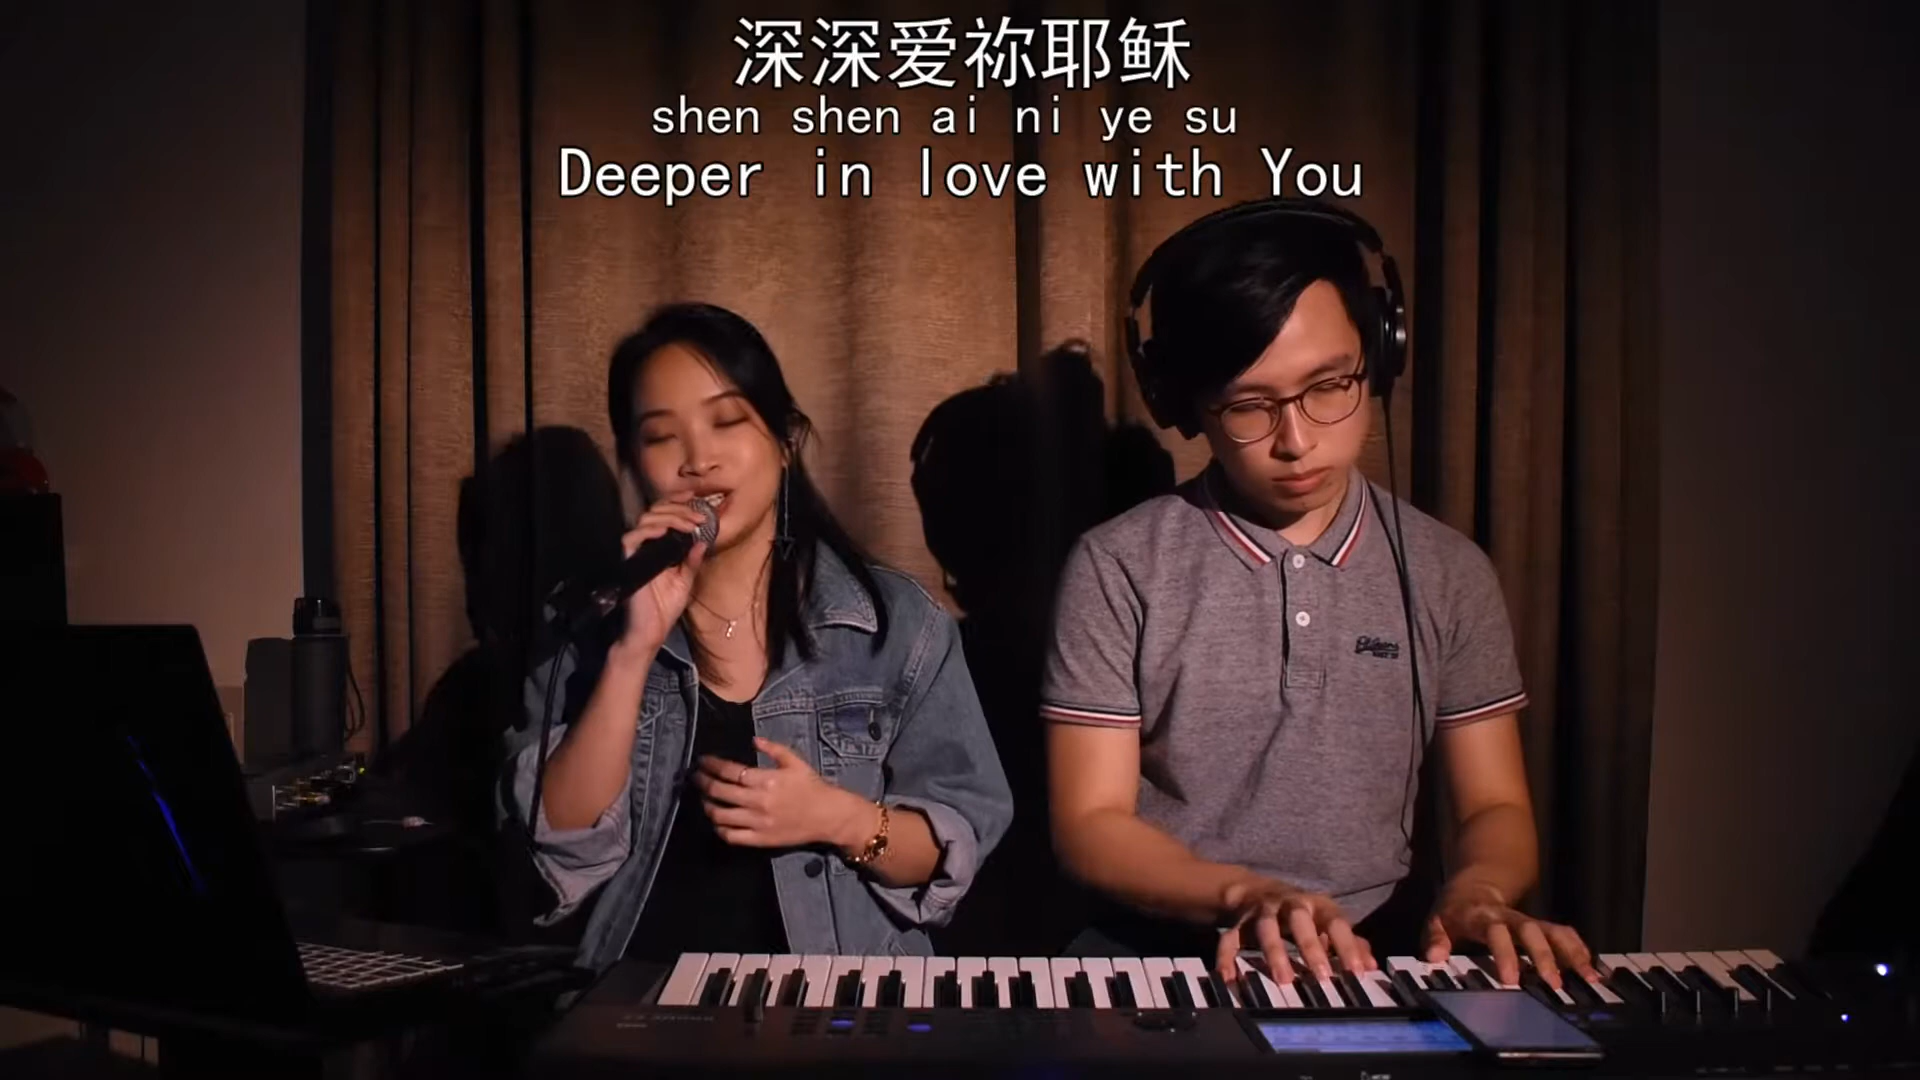 深深爱祢耶稣
shen shen ai ni ye su
Deeper in love with You